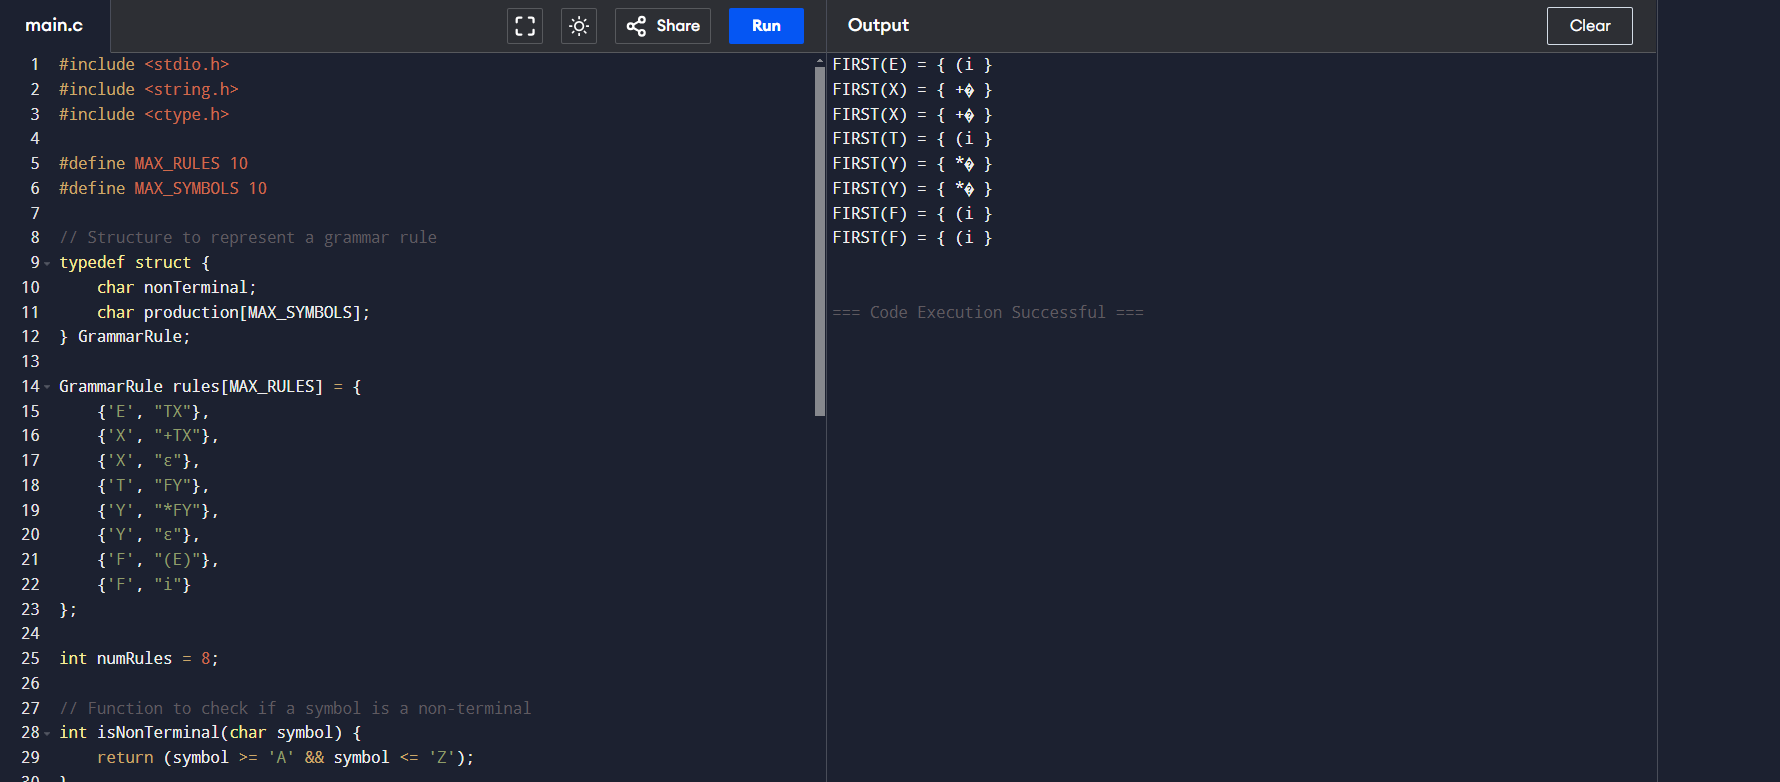 main.c
Share
Run
Output
Clear
1 #include <stdio.h>
2 #include <string.h>
3 #include <ctype.h>
4
5 #define MAX_RULES 10
6 #define MAX_SYMBOLS 10
7
8 // Structure to represent a grammar rule
9 typedef struct {
10     char nonTerminal;
11     char production[MAX_SYMBOLS];
12 } GrammarRule;
13
14 GrammarRule rules[MAX_RULES] = {
15     {'E', "TX"},
16     {'X', "+TX"},
17     {'X', "ε"},
18     {'T', "FY"},
19     {'Y', "*FY"},
20     {'Y', "ε"},
21     {'F', "(E)"},
22     {'F', "i"}
23 };
24
25 int numRules = 8;
26
27 // Function to check if a symbol is a non-terminal
28 int isNonTerminal(char symbol) {
29     return (symbol >= 'A' && symbol <= 'Z');
30 }
FIRST(E) = { (i }
FIRST(X) = { +� }
FIRST(X) = { +� }
FIRST(T) = { (i }
FIRST(Y) = { *� }
FIRST(Y) = { *� }
FIRST(F) = { (i }
FIRST(F) = { (i }
=== Code Execution Successful ===